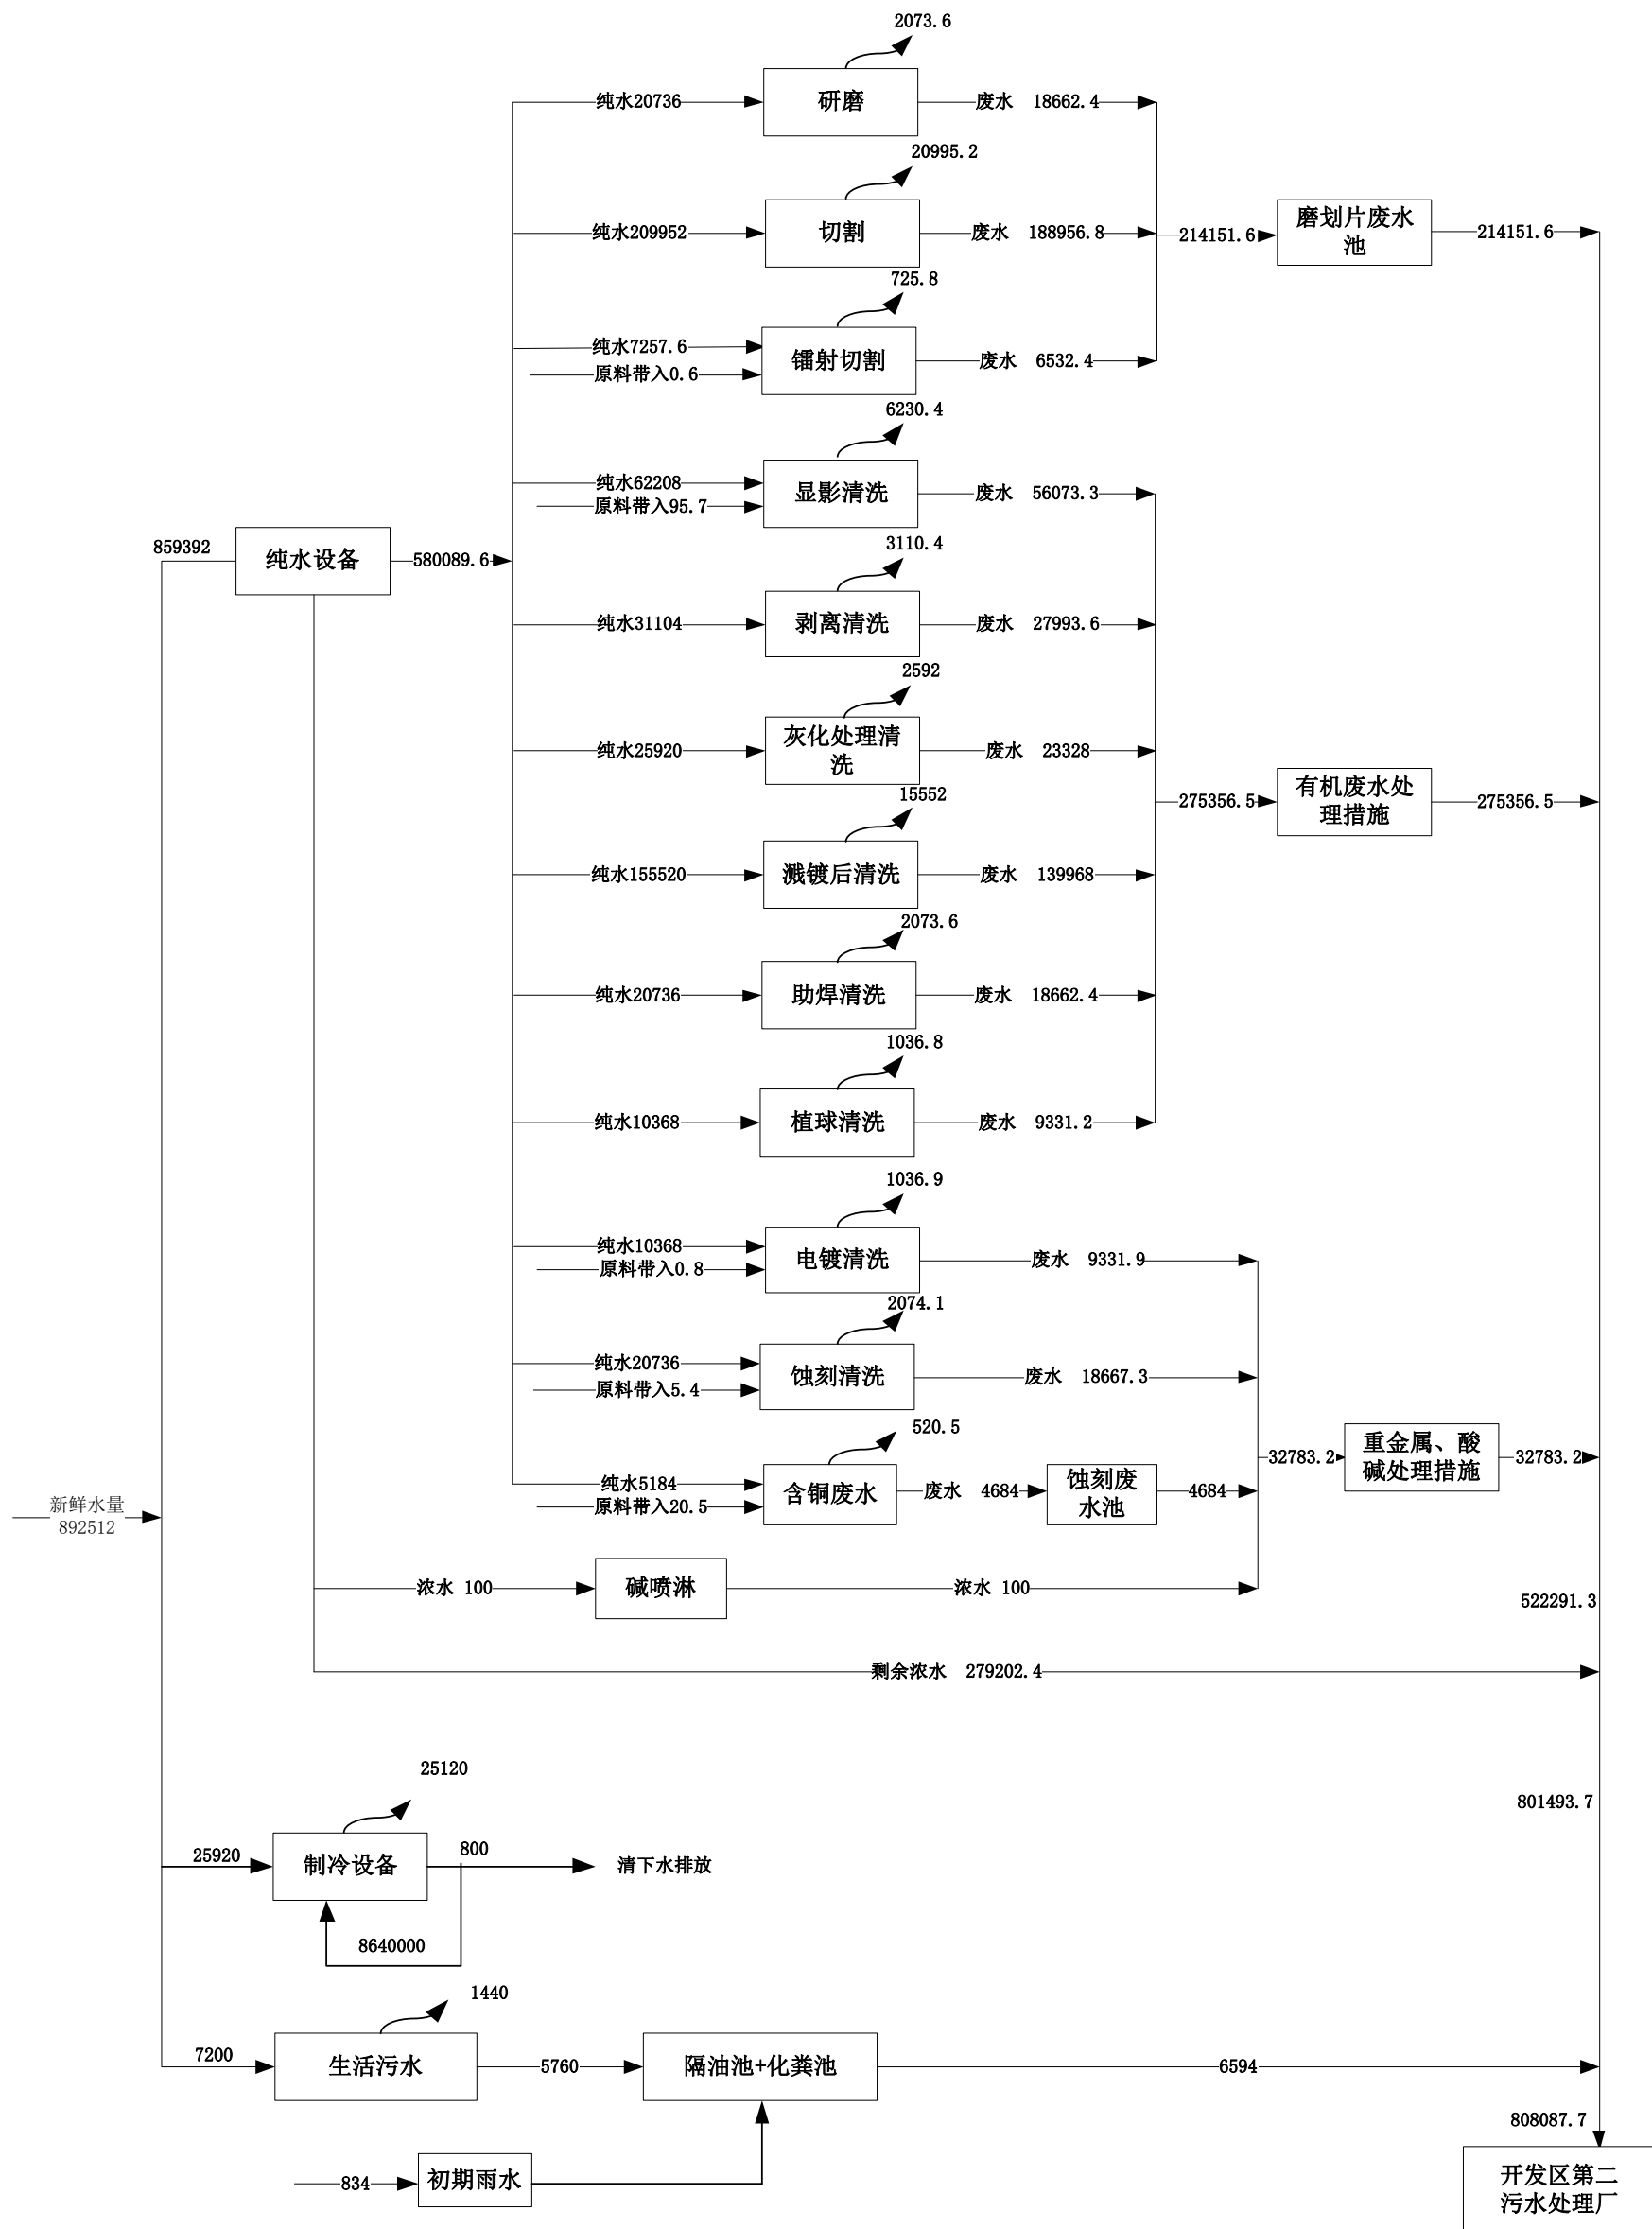 2073.6
纯水20736
研磨
废水 18662.4
20995.2
纯水209952
切割
废水 188956.8
214151.6
磨划片废水
池
214151.6
725.8
纯水7257.6
原料带入0.6
镭射切割
废水 6532.4
6230.4
纯水62208
原料带入95.7
显影清洗
废水 56073.3
859392
纯水设备
580089.6
3110.4
纯水31104
剥离清洗
废水 27993.6
2592
纯水25920
灰化处理清
洗
废水 23328
275356.5
有机废水处
理措施
275356.5
15552
纯水155520
溅镀后清洗
废水 139968
2073.6
纯水20736
助焊清洗
废水 18662.4
1036.8
纯水10368
植球清洗
废水 9331.2
1036.9
纯水10368
原料带入0.8
电镀清洗
废水 9331.9
2074.1
纯水20736
原料带入5.4
蚀刻清洗
废水 18667.3
520.5
纯水5184
原料带入20.5
含铜废水
废水 4684
蚀刻废
水池
4684
32783.2
重金属、酸
碱处理措施
32783.2
新鲜水量
892512
浓水 100
碱喷淋
浓水 100
522291.3
剩余浓水 279202.4
25120
801493.7
25920
制冷设备
800
清下水排放
8640000
1440
7200
生活污水
5760
隔油池+化粪池
6594
808087.7
834
初期雨水
开发区第二
污水处理厂